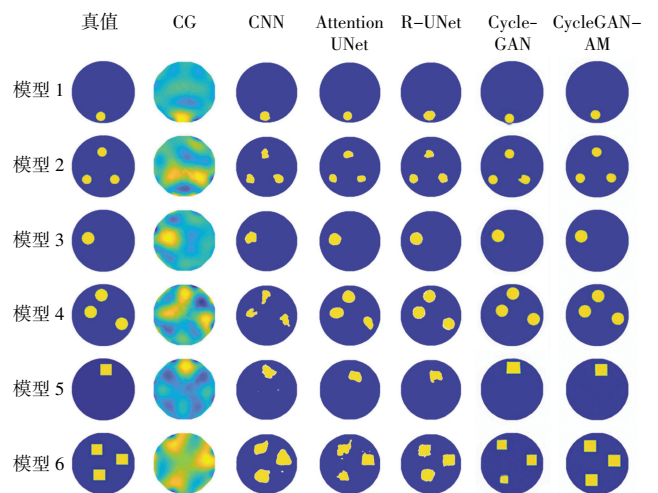 真值 CG CNN Attention UNet R-UNet Cycle-GAN CycleGAN-AM
模型 1
模型 2
模型 3
模型 4
模型 5
模型 6